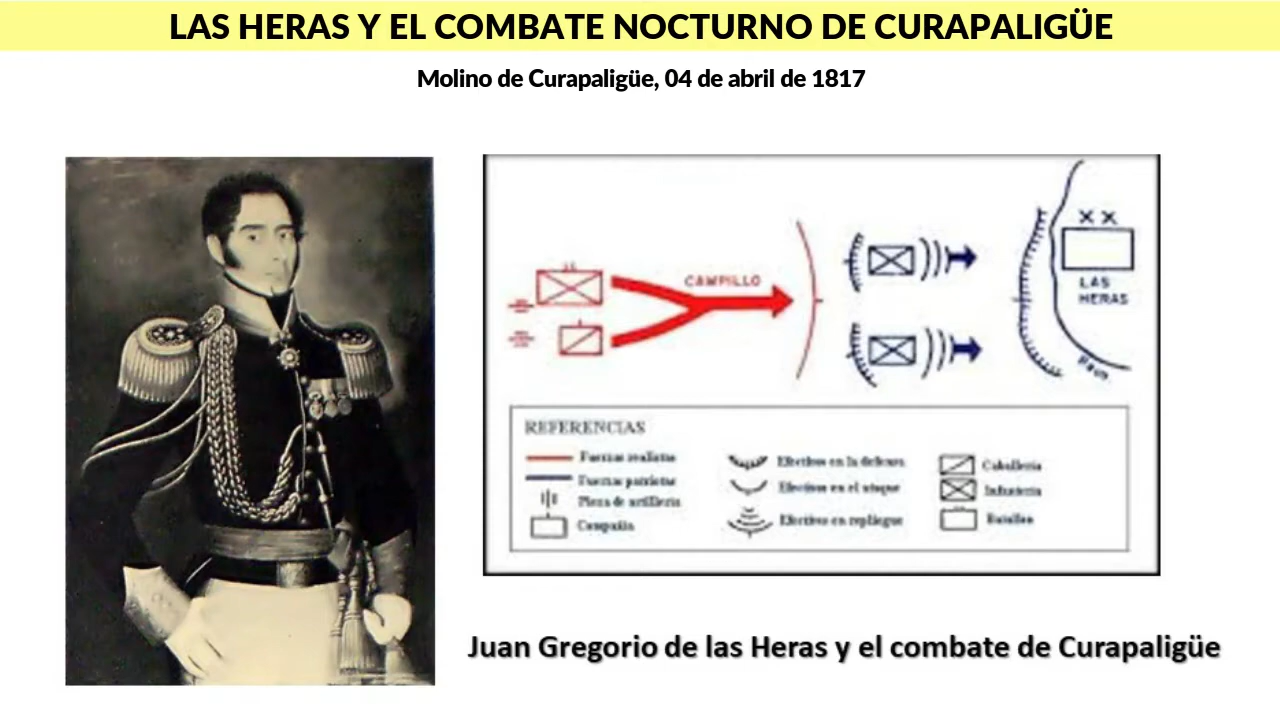 LAS HERAS Y EL COMBATE NOCTURNO DE CURAPALIGÜE
Molino de Curapaligüe, 04 de abril de 1817
CAMPILLO
X X
LAS
HERAS
REFERENCIAS
Fuerzas realistas
Fuerzas patriotas
Pieza de artillería
Compañía
Efectivos en la defensa
Efectivos en el ataque
Efectivos en repliegue
Caballería
Infantería
Batallón
Juan Gregorio de las Heras y el combate de Curapaligüe